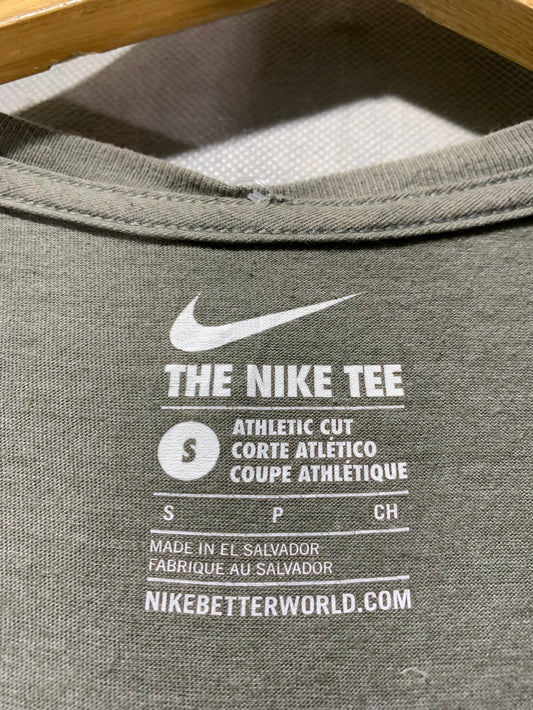 THE NIKE TEE
S
ATHLETIC CUT
CORTE ATLÉTICO
COUPE ATHLÉTIQUE
S P CH
MADE IN EL SALVADOR
FABRIQUE AU SALVADOR
NIKEBETTERWORLD.COM